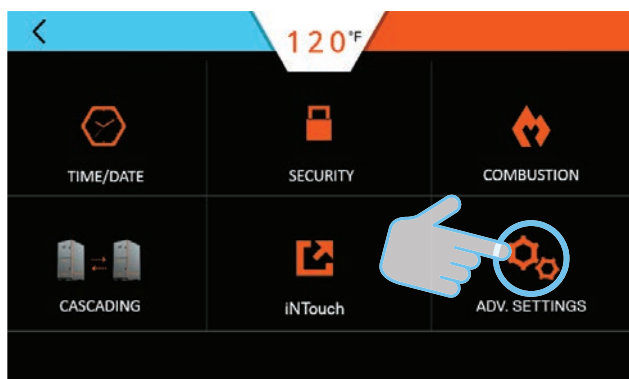 120°F
TIME/DATE
SECURITY
COMBUSTION
CASCADING
iNTouch
ADV. SETTINGS